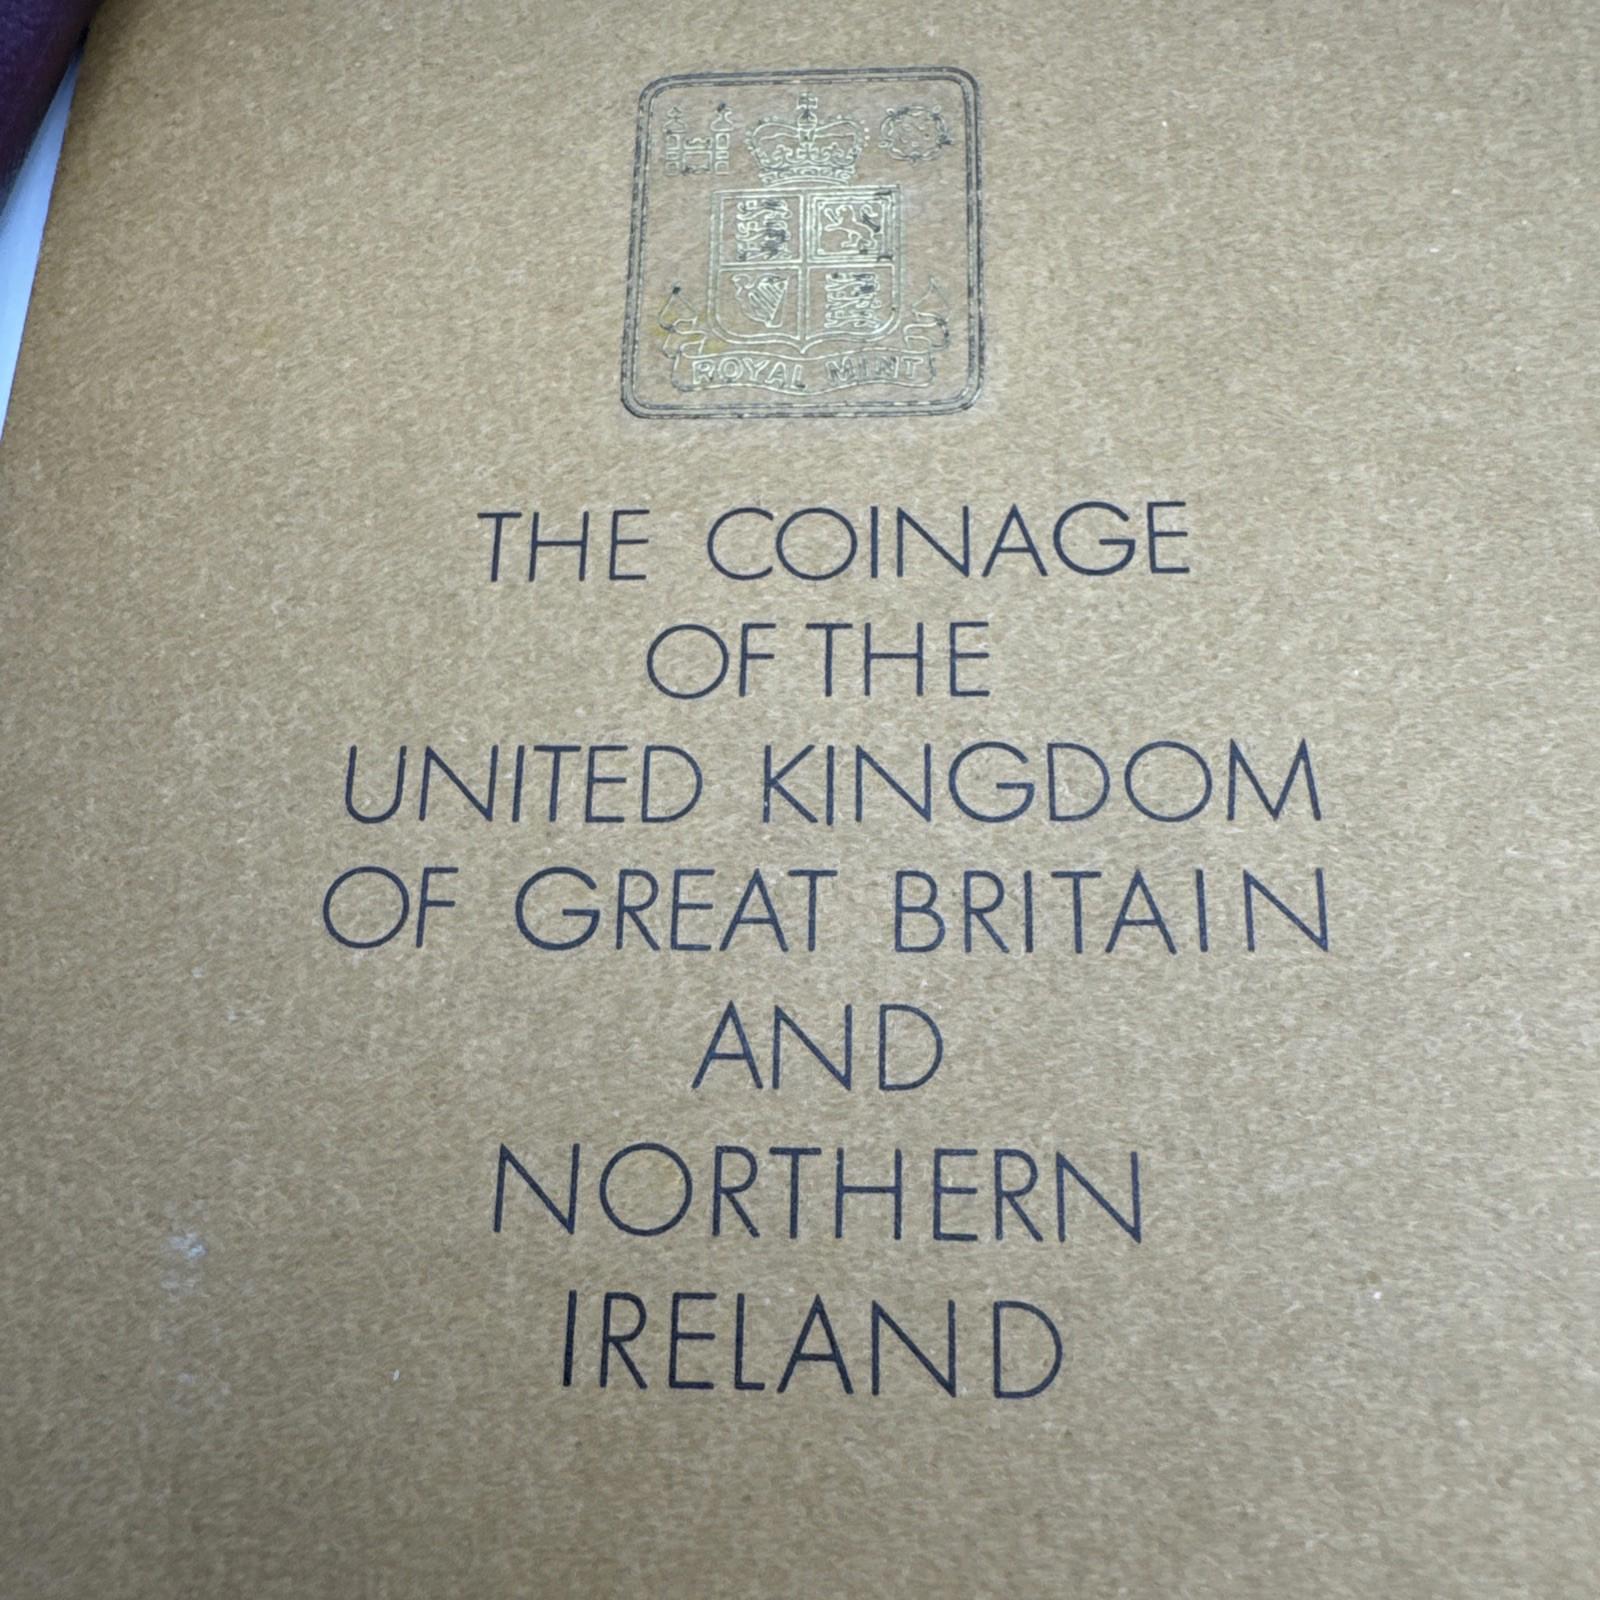 ROYAL MINT
THE COINAGE
OF THE
UNITED KINGDOM
OF GREAT BRITAIN
AND
NORTHERN
IRELAND